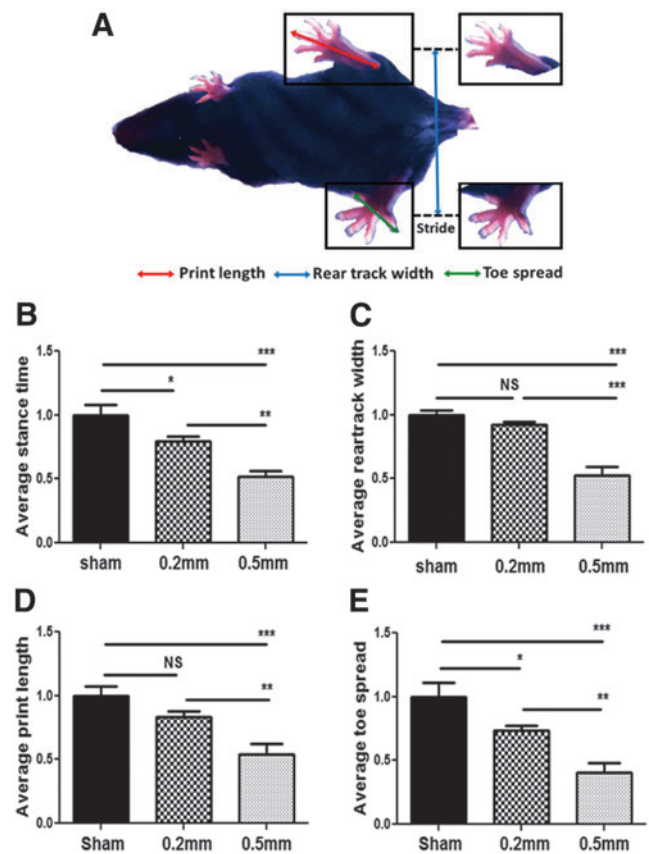 A
Stride
Print length Rear track width Toe spread
B
Average stance time
1.5
1.0
0.5
0.0
***
*
**
sham 0.2mm 0.5mm
C
Average reartrack width
1.5
1.0
0.5
0.0
***
NS ***
sham 0.2mm 0.5mm
D
Average print length
1.5
1.0
0.5
0.0
***
NS
**
Sham 0.2mm 0.5mm
E
Average toe spread
1.5
1.0
0.5
0.0
***
*
**
Sham 0.2mm 0.5mm